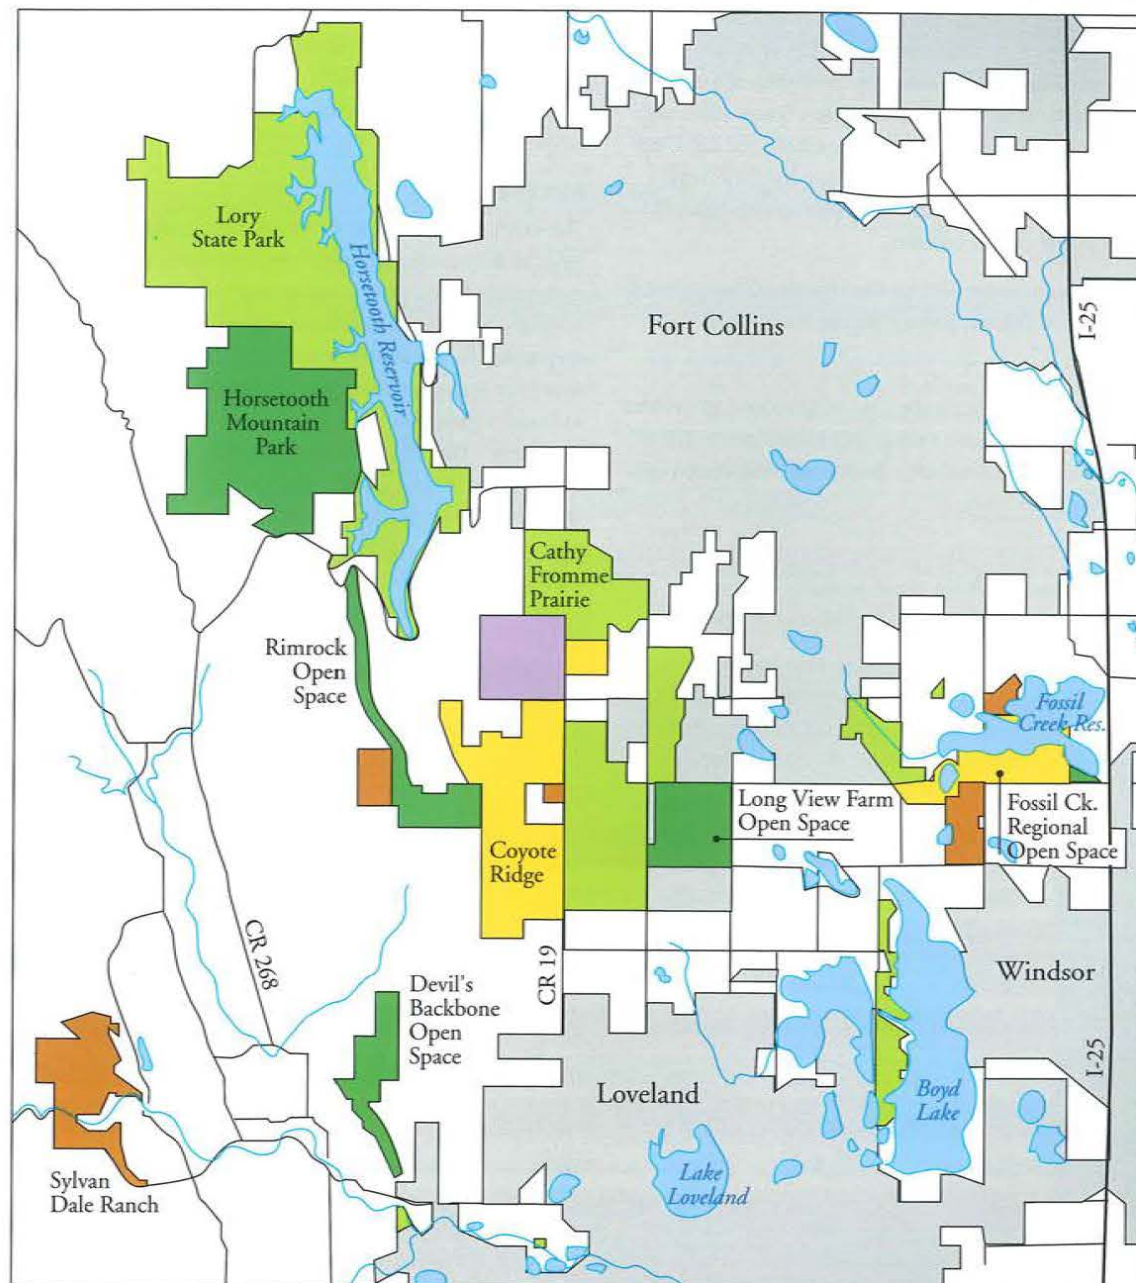 Lory
State Park
Horsetooth Reservoir
Fort Collins
I-25
Horsetooth
Mountain
Park
Cathy
Fromme
Prairie
Rimrock
Open
Space
Fossil
Creek Res.
Long View Farm
Open Space
Fossil Ck.
Regional
Open Space
Coyote
Ridge
CR 268
CR 19
Devil's
Backbone
Open
Space
Windsor
I-25
Loveland
Boyd
Lake
Lake
Loveland
Sylvan
Dale Ranch